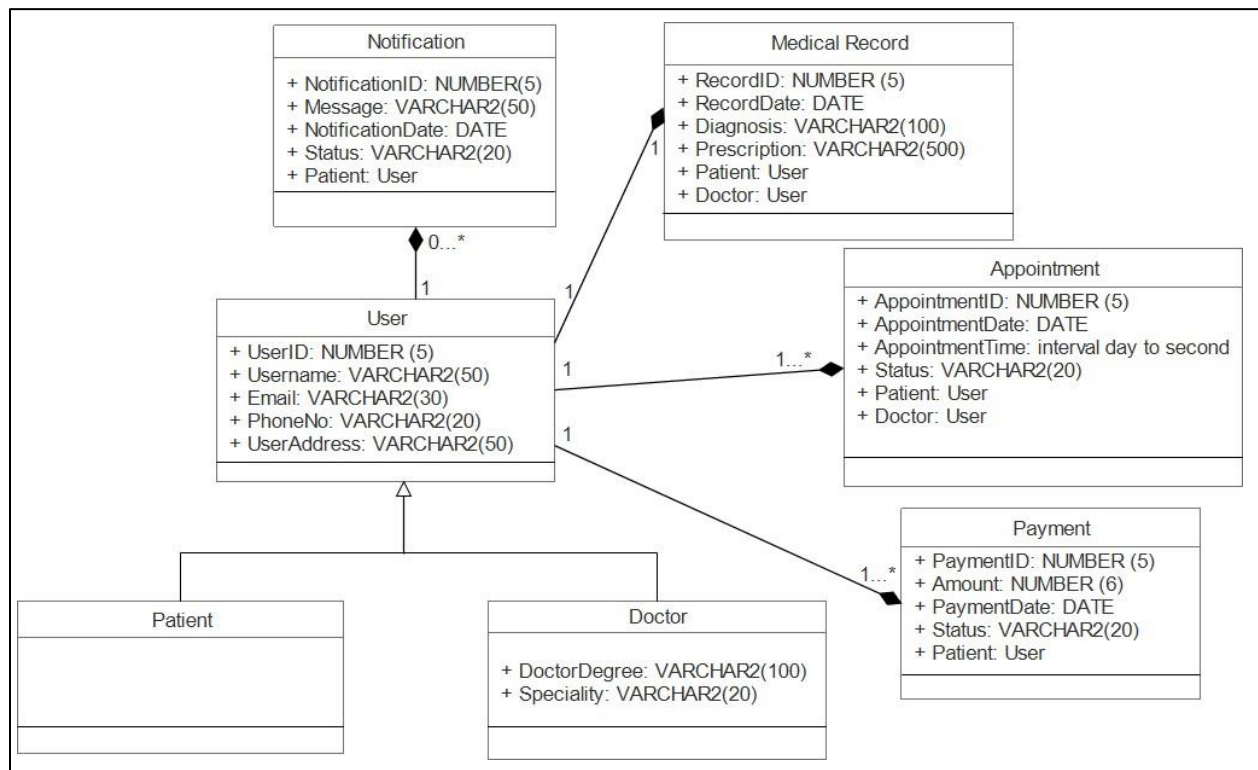 Notification
+ NotificationID: NUMBER(5)
+ Message: VARCHAR2(50)
+ NotificationDate: DATE
+ Status: VARCHAR2(20)
+ Patient: User
Medical Record
+ RecordID: NUMBER (5)
+ RecordDate: DATE
+ Diagnosis: VARCHAR2(100)
+ Prescription: VARCHAR2(500)
+ Patient: User
+ Doctor: User
0...*
1
1
1
User
+ UserID: NUMBER (5)
+ Username: VARCHAR2(50)
+ Email: VARCHAR2(30)
+ PhoneNo: VARCHAR2(20)
+ UserAddress: VARCHAR2(50)
1
1...*
Appointment
+ AppointmentID: NUMBER (5)
+ AppointmentDate: DATE
+ AppointmentTime: interval day to second
+ Status: VARCHAR2(20)
+ Patient: User
+ Doctor: User
1
1...*
Payment
+ PaymentID: NUMBER (5)
+ Amount: NUMBER (6)
+ PaymentDate: DATE
+ Status: VARCHAR2(20)
+ Patient: User
Patient
Doctor
+ DoctorDegree: VARCHAR2(100)
+ Speciality: VARCHAR2(20)